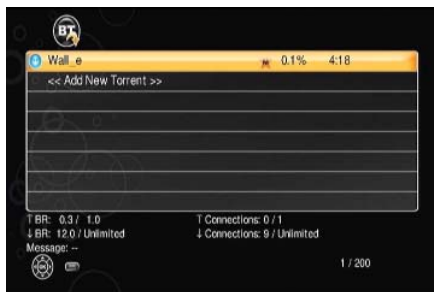 BT
Wall_e 0.1% 4:18
<< Add New Torrent >>
↑ BR: 0.3 / 1.0 ↑ Connections: 0 / 1
↓ BR: 12.0 / Unlimited ↓ Connections: 9 / Unlimited
Message: --
OK 1 / 200